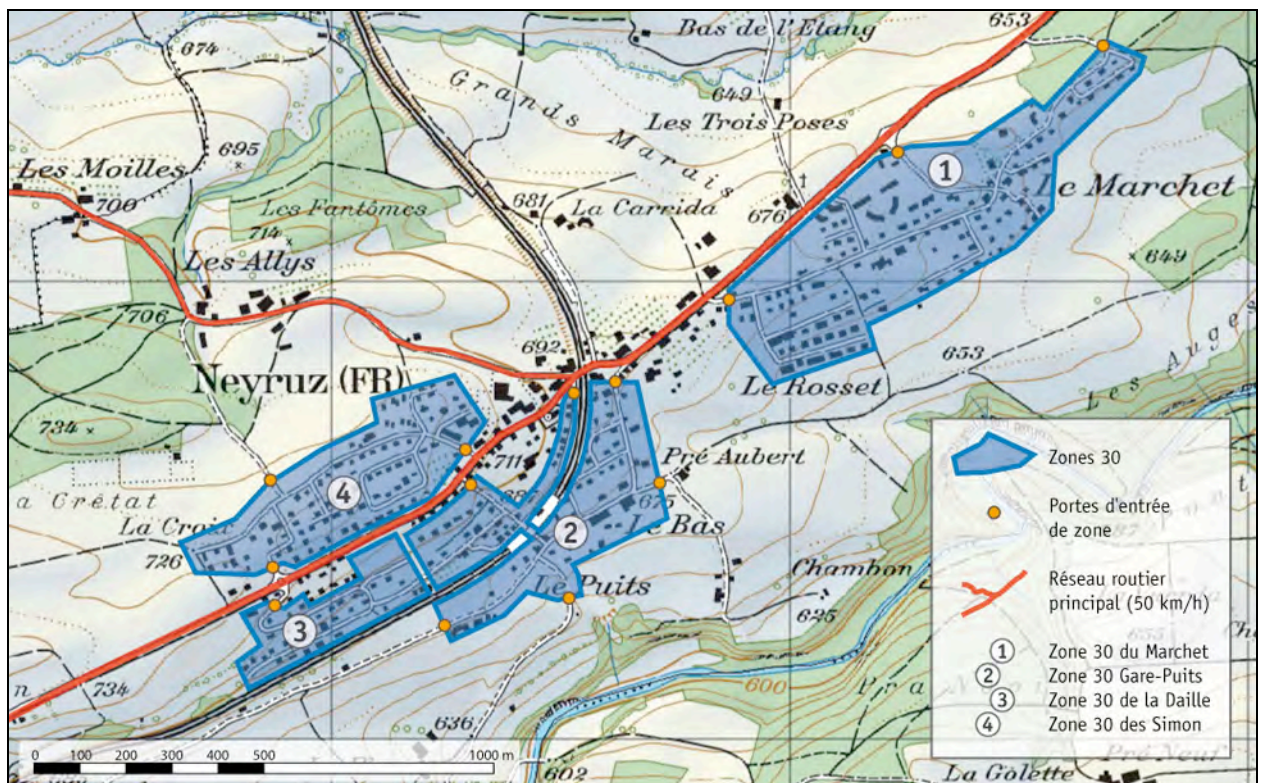 653
Bas de l'Etang
674
Grands Marais
649
Les Trois Poses
1
695
Les Moilles
Le Marchet
700
Les Fantômes
681
La Carrida
676
714
Les Allys
649
706
692
653
Les Auges
Neyruz (FR)
Le Rosset
734
711
Pré Aubert
Zones 30
4
675
a Crêtat
Le Bas
Portes d'entrée
de zone
La Croix
2
726
Chambon
Le Puits
Réseau routier
principal (50 km/h)
625
3
1 Zone 30 du Marchet
600
2 Zone 30 Gare-Puits
n
734
3 Zone 30 de la Daille
636
4 Zone 30 des Simon
0 100 200 300 400 500 1000 m
602
Pré Neuf
La Golette